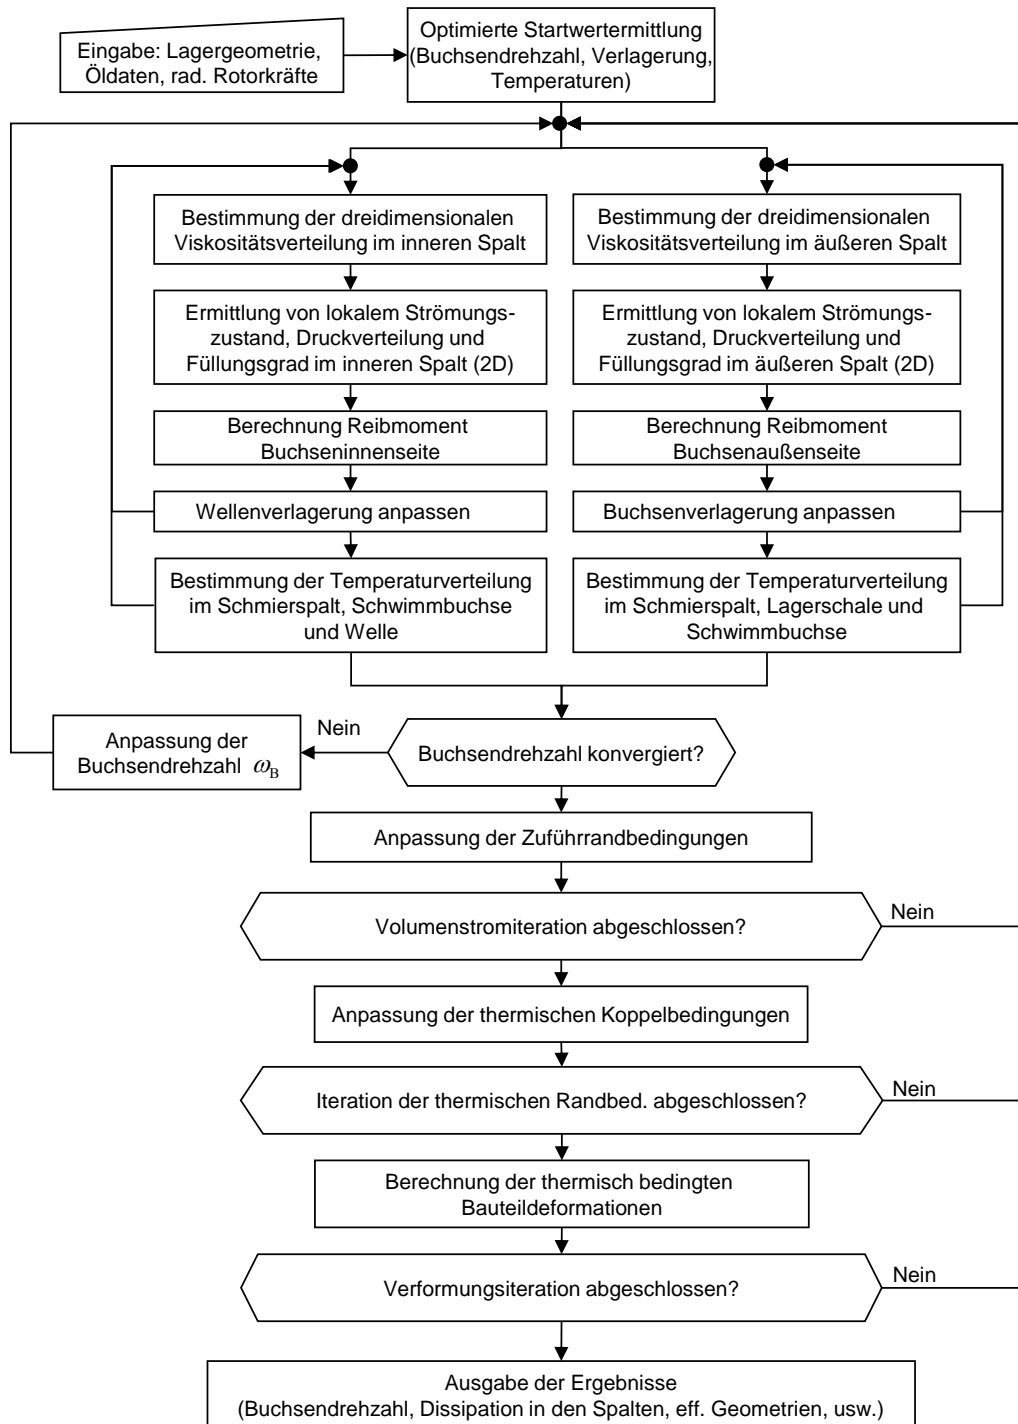 Eingabe: Lagergeometrie,
Öldaten, rad. Rotorkräfte
Optimierte Startwertermittlung
(Buchsendrehzahl, Verlagerung,
Temperaturen)
Bestimmung der dreidimensionalen
Viskositätsverteilung im inneren Spalt
Ermittlung von lokalem Strömungs-
zustand, Druckverteilung und
Füllungsgrad im inneren Spalt (2D)
Berechnung Reibmoment
Buchseninnenseite
Wellenverlagerung anpassen
Bestimmung der Temperaturverteilung
im Schmierspalt, Schwimmbuchse
und Welle
Bestimmung der dreidimensionalen
Viskositätsverteilung im äußeren Spalt
Ermittlung von lokalem Strömungs-
zustand, Druckverteilung und
Füllungsgrad im äußeren Spalt (2D)
Berechnung Reibmoment
Buchsenaußenseite
Buchsenverlagerung anpassen
Bestimmung der Temperaturverteilung
im Schmierspalt, Lagerschale und
Schwimmbuchse
Buchsendrehzahl konvergiert?
Nein
Anpassung der
Buchsendrehzahl ω_B
Anpassung der Zuführrandbedingungen
Volumenstromiteration abgeschlossen?
Nein
Anpassung der thermischen Koppelbedingungen
Iteration der thermischen Randbed. abgeschlossen?
Nein
Berechnung der thermisch bedingten
Bauteildeformationen
Verformungsiteration abgeschlossen?
Nein
Ausgabe der Ergebnisse
(Buchsendrehzahl, Dissipation in den Spalten, eff. Geometrien, usw.)